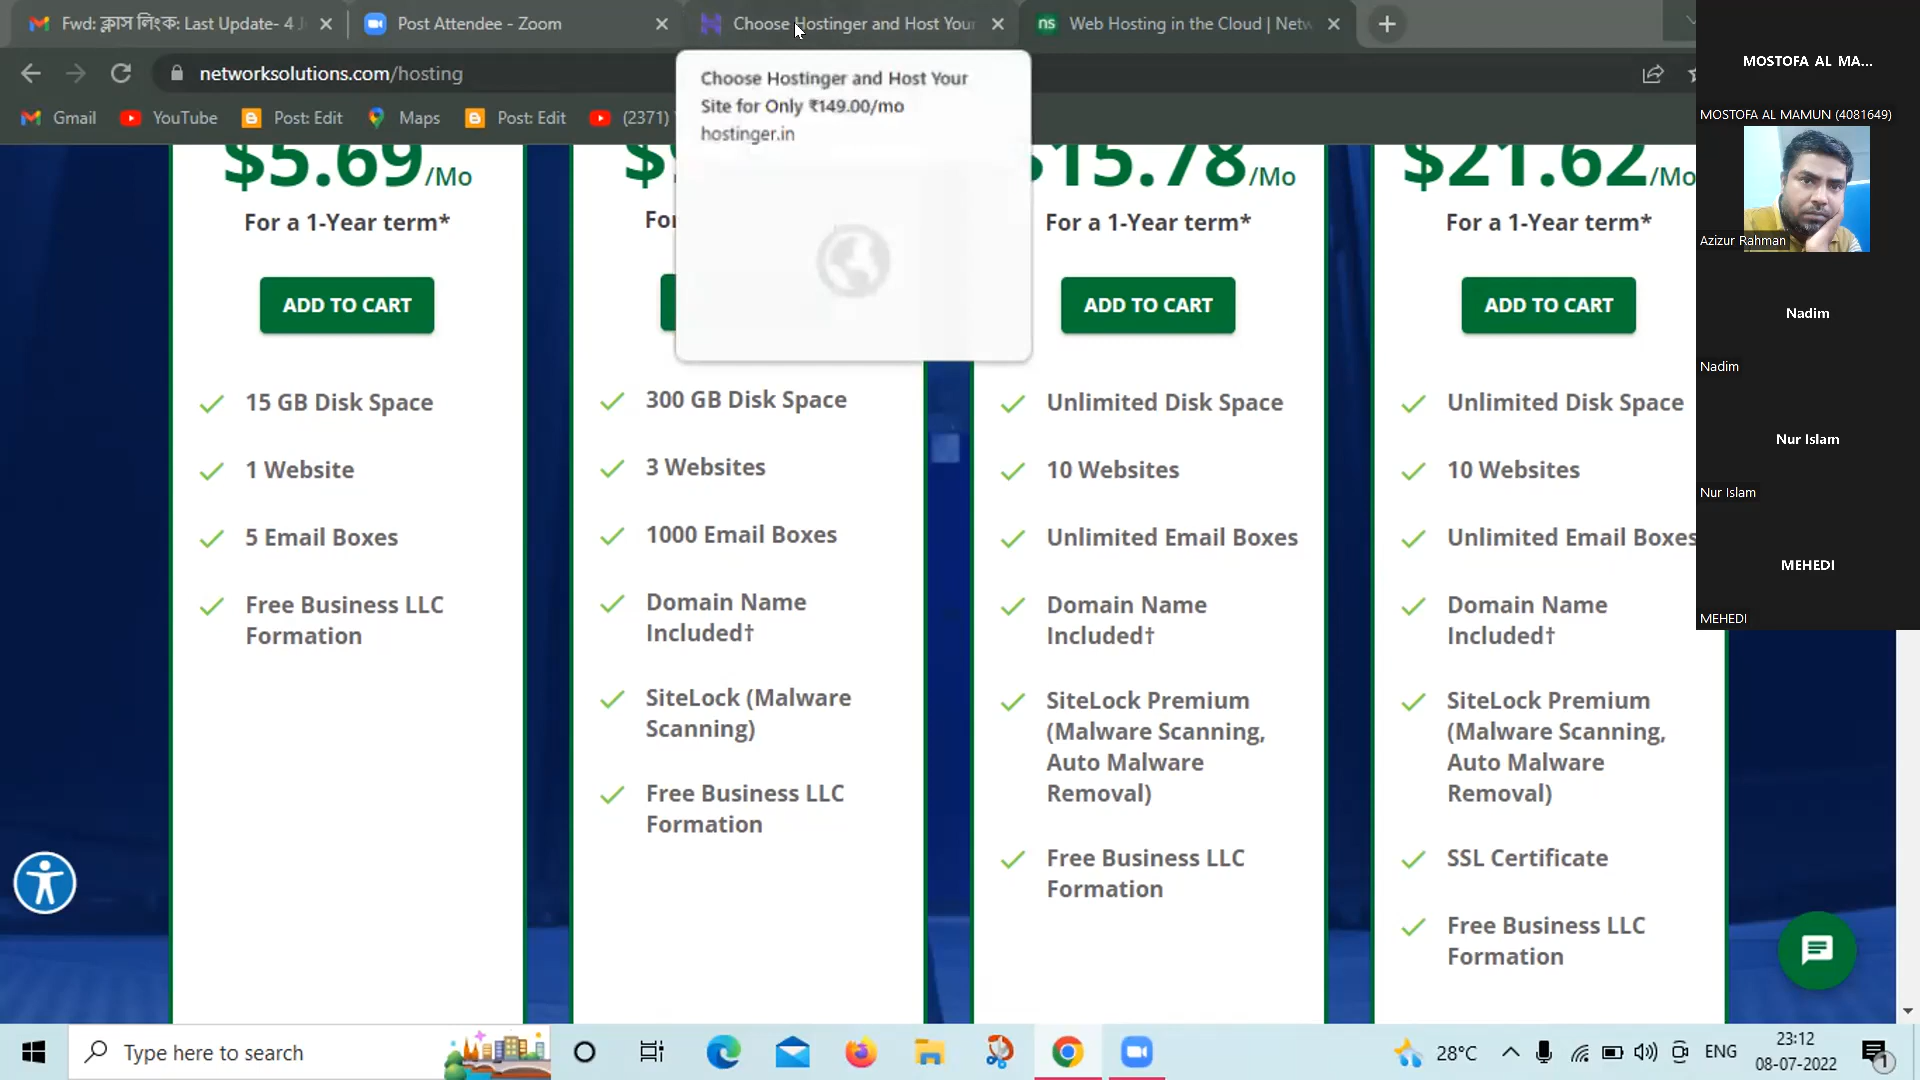 Fwd: ক্লাস লিংক: Last Update- 4 J
Post Attendee - Zoom
Choose Hostinger and Host Your
ns Web Hosting in the Cloud | Netw
networksolutions.com/hosting
Gmail
YouTube
Post: Edit
Maps
Post: Edit
(2371)
Choose Hostinger and Host Your
Site for Only ₹149.00/mo
hostinger.in
$5.69/Mo
For a 1-Year term*
ADD TO CART
15 GB Disk Space
1 Website
5 Email Boxes
Free Business LLC
Formation
For
300 GB Disk Space
3 Websites
1000 Email Boxes
Domain Name
Included†
SiteLock (Malware
Scanning)
Free Business LLC
Formation
$15.78/Mo
For a 1-Year term*
ADD TO CART
Unlimited Disk Space
10 Websites
Unlimited Email Boxes
Domain Name
Included†
SiteLock Premium
(Malware Scanning,
Auto Malware
Removal)
Free Business LLC
Formation
$21.62/Mo
For a 1-Year term*
ADD TO CART
Unlimited Disk Space
10 Websites
Unlimited Email Boxes
Domain Name
Included†
SiteLock Premium
(Malware Scanning,
Auto Malware
Removal)
SSL Certificate
Free Business LLC
Formation
MOSTOFA AL MA...
MOSTOFA AL MAMUN (4081649)
Azizur Rahman
Nadim
Nadim
Nur Islam
Nur Islam
MEHEDI
MEHEDI
Type here to search
28°C
ENG
23:12
08-07-2022
1